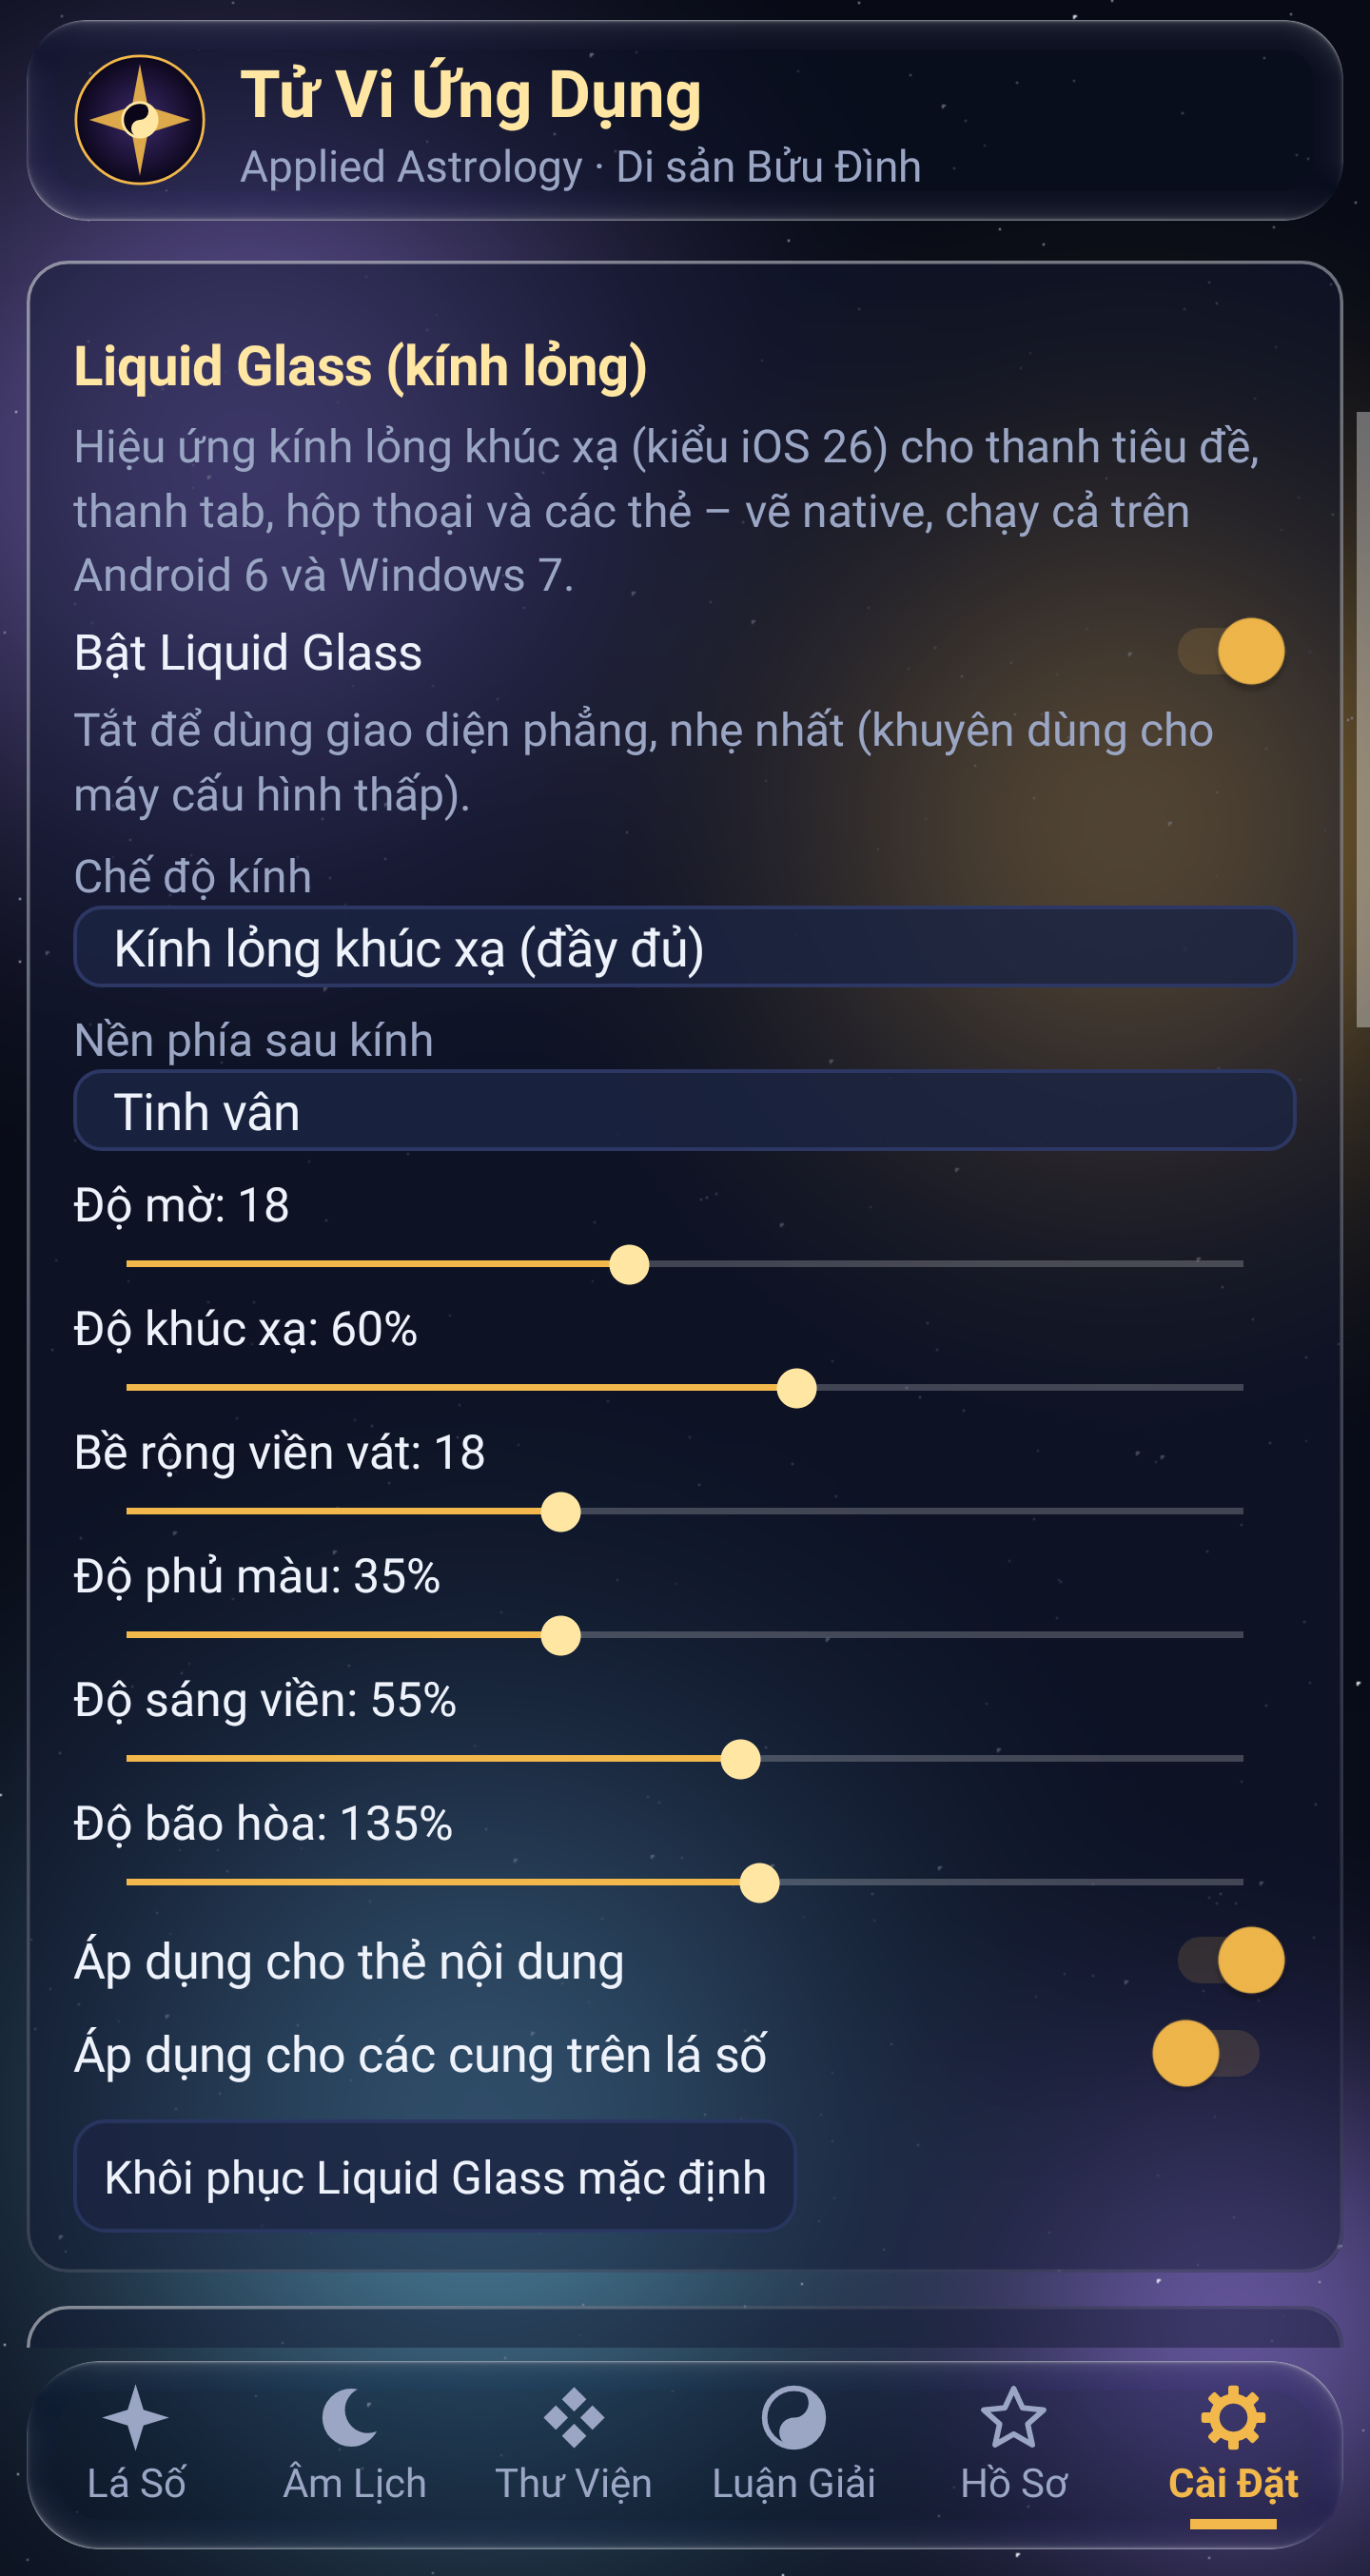 Tử Vi Ứng Dụng
Applied Astrology · Di sản Bửu Đình
Liquid Glass (kính lỏng)
Hiệu ứng kính lỏng khúc xạ (kiểu iOS 26) cho thanh tiêu đề,
thanh tab, hộp thoại và các thẻ – vẽ native, chạy cả trên
Android 6 và Windows 7.
Bật Liquid Glass
Tắt để dùng giao diện phẳng, nhẹ nhất (khuyên dùng cho
máy cấu hình thấp).
Chế độ kính
Kính lỏng khúc xạ (đầy đủ)
Nền phía sau kính
Tinh vân
Độ mờ: 18
Độ khúc xạ: 60%
Bề rộng viền vát: 18
Độ phủ màu: 35%
Độ sáng viền: 55%
Độ bão hòa: 135%
Áp dụng cho thẻ nội dung
Áp dụng cho các cung trên lá số
Khôi phục Liquid Glass mặc định
Lá Số
Âm Lịch
Thư Viện
Luận Giải
Hồ Sơ
Cài Đặt